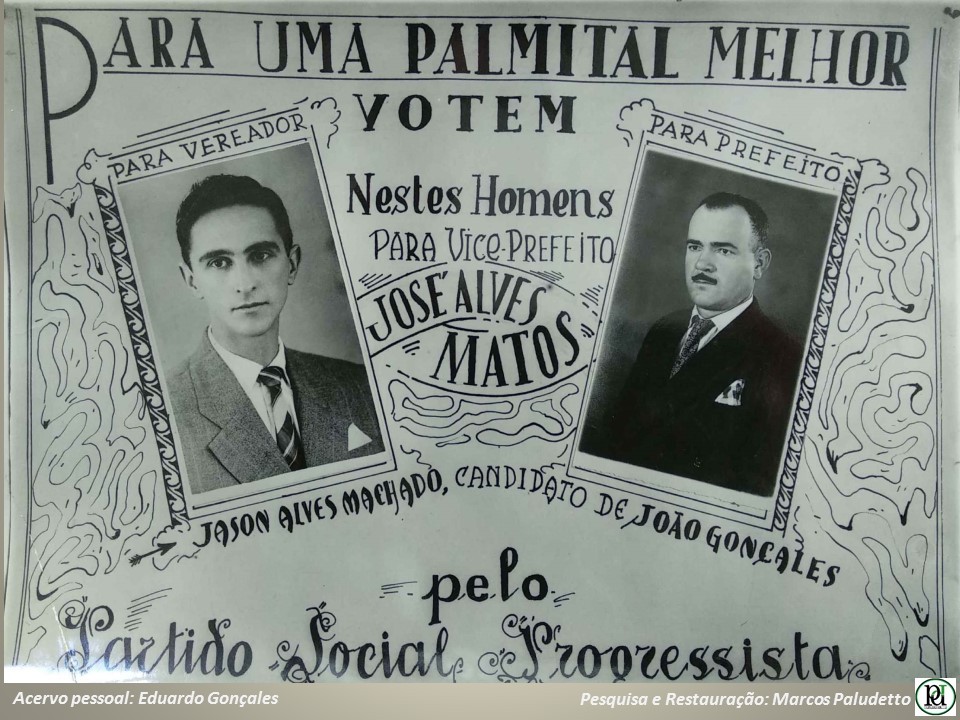 PARA UMA PALMITAL MELHOR
VOTEM
PARA VEREADOR
PARA PREFEITO
Nestes Homens
PARA Vice-PREFEITO
JOSÉ ALVES
MATOS
JASON ALVES MACHADO, CANDIDATO DE JOÃO GONÇALES
pelo
Partido Social Progressista
Acervo pessoal: Eduardo Gonçales
Pesquisa e Restauração: Marcos Paludetto